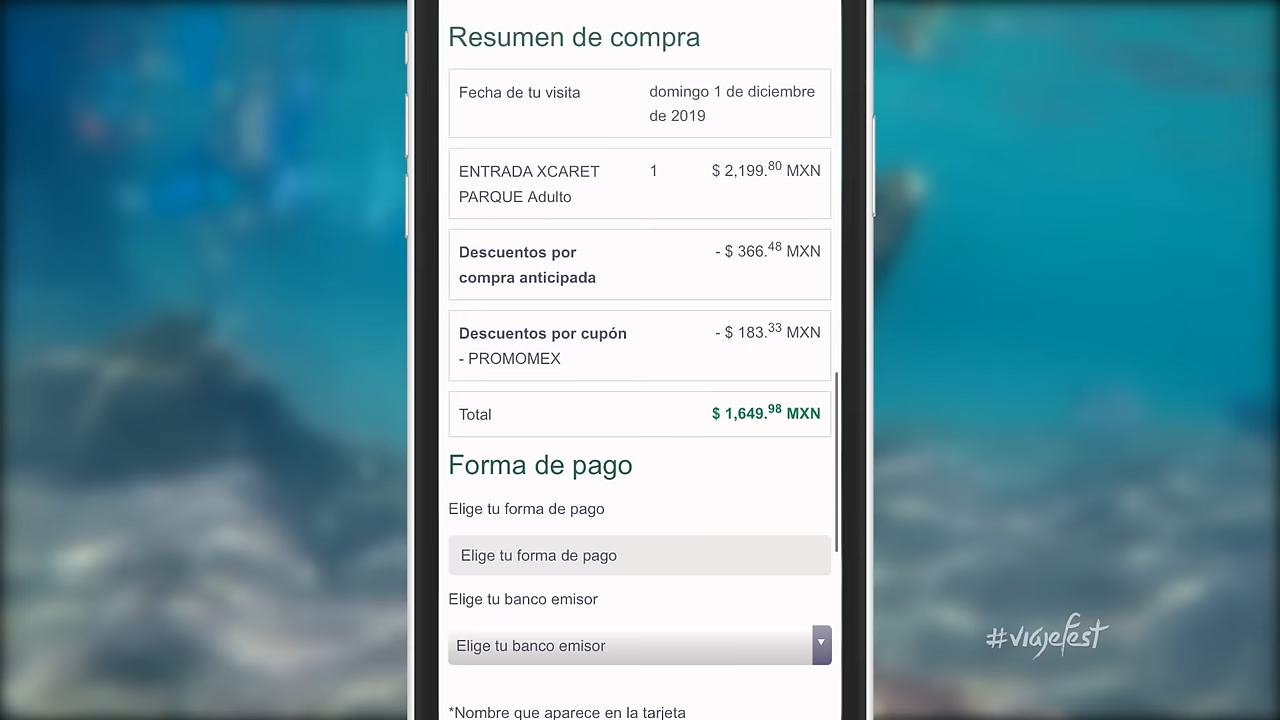 Resumen de compra
Fecha de tu visita
domingo 1 de diciembre
de 2019
ENTRADA XCARET
PARQUE Adulto
1
$ 2,199.80 MXN
Descuentos por
compra anticipada
- $ 366.48 MXN
Descuentos por cupón
- PROMOMEX
- $ 183.33 MXN
Total
$ 1,649.98 MXN
Forma de pago
Elige tu forma de pago
Elige tu forma de pago
Elige tu banco emisor
Elige tu banco emisor
*Nombre que aparece en la tarjeta
#viajefest